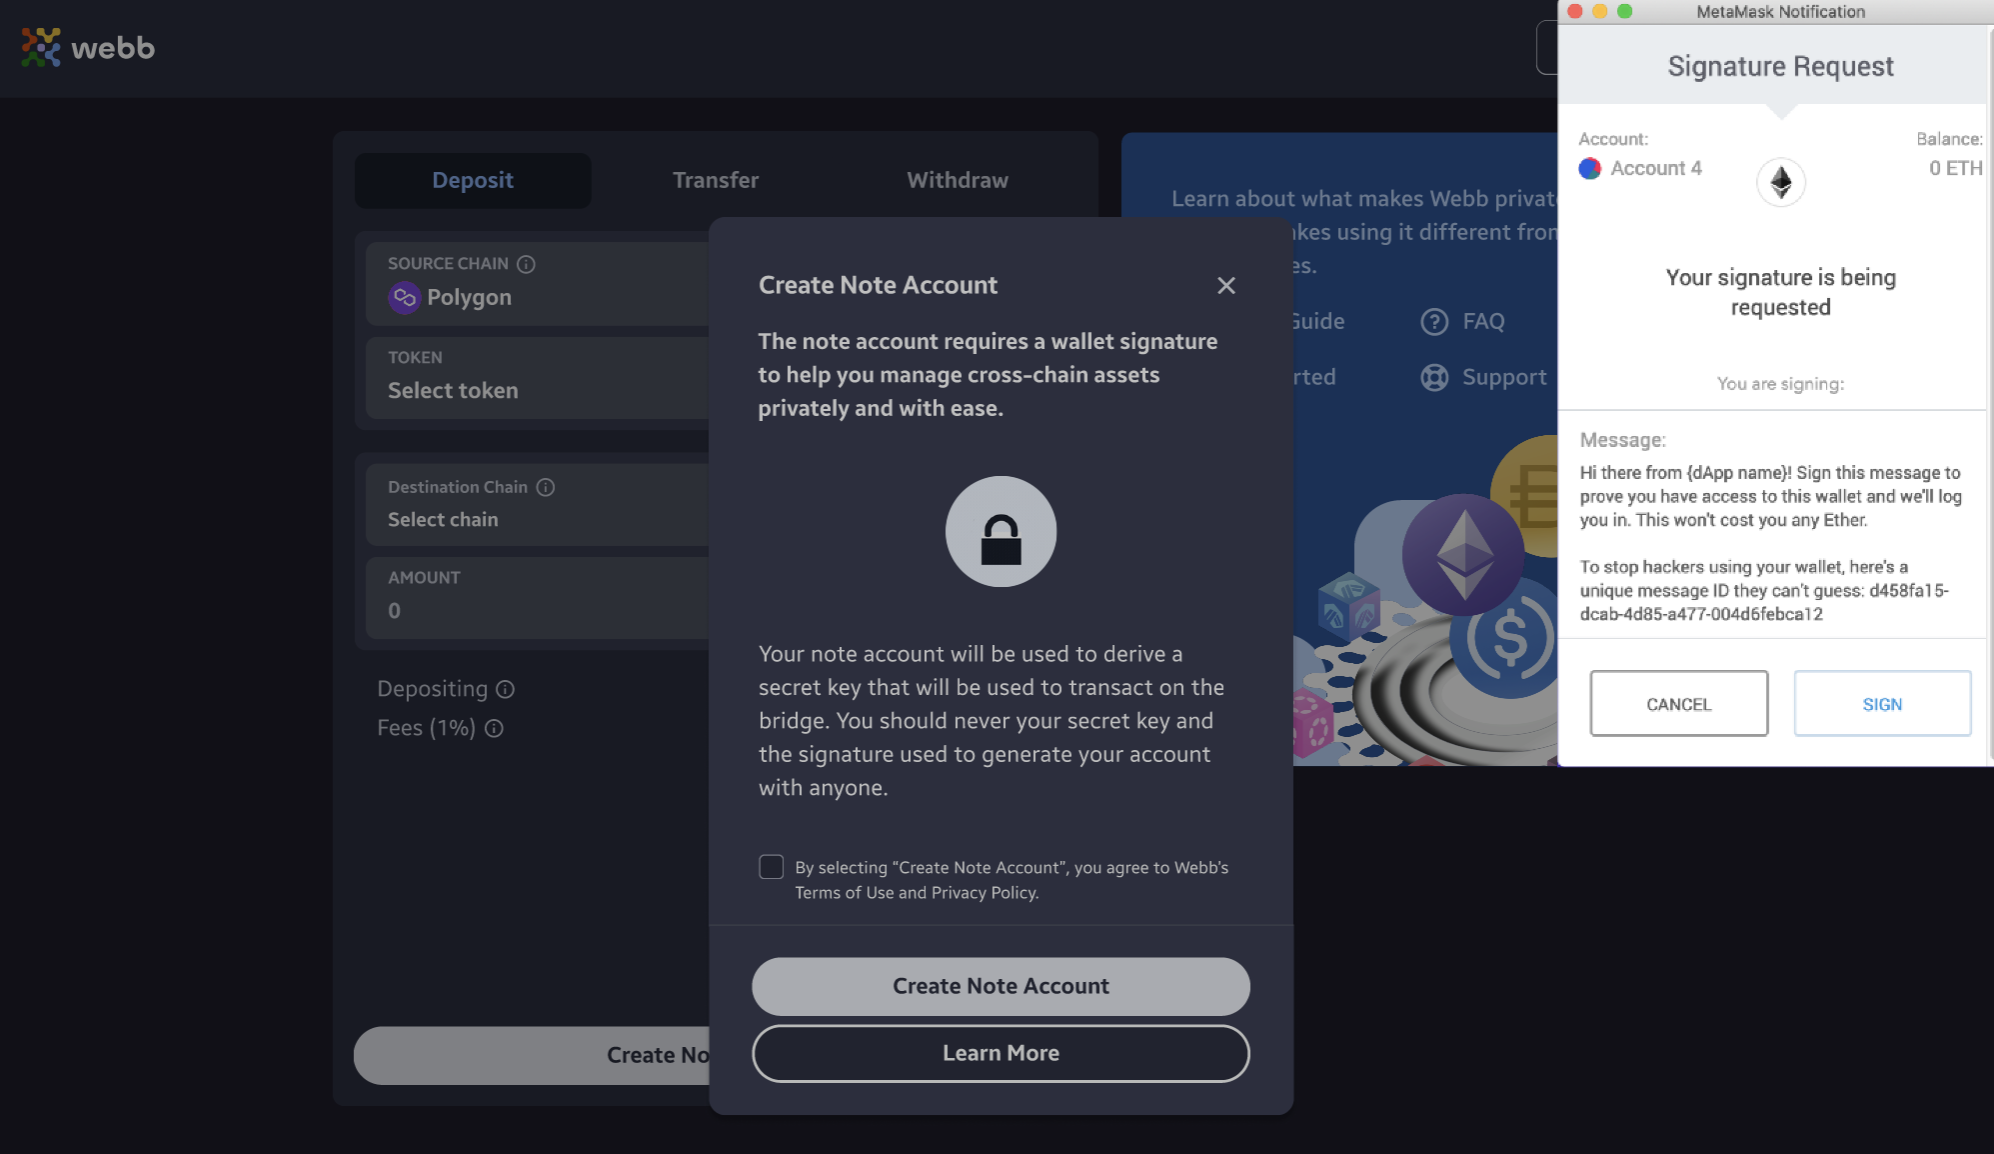 webb
Deposit
Transfer
Withdraw
SOURCE CHAIN
Polygon
TOKEN
Select token
Destination Chain
Select chain
AMOUNT
0
Depositing
Fees (1%)
Create No
Learn about what makes Webb privat
kes using it different fron
es.
Guide
FAQ
rted
Support
Create Note Account
The note account requires a wallet signature
to help you manage cross-chain assets
privately and with ease.
Your note account will be used to derive a
secret key that will be used to transact on the
bridge. You should never your secret key and
the signature used to generate your account
with anyone.
By selecting “Create Note Account”, you agree to Webb's
Terms of Use and Privacy Policy.
Create Note Account
Learn More
MetaMask Notification
Signature Request
Account:
Balance:
Account 4
0 ETH
Your signature is being
requested
You are signing:
Message:
Hi there from {dApp name}! Sign this message to
prove you have access to this wallet and we'll log
you in. This won't cost you any Ether.
To stop hackers using your wallet, here's a
unique message ID they can't guess: d458fa15-
dcab-4d85-a477-004d6febca12
CANCEL
SIGN